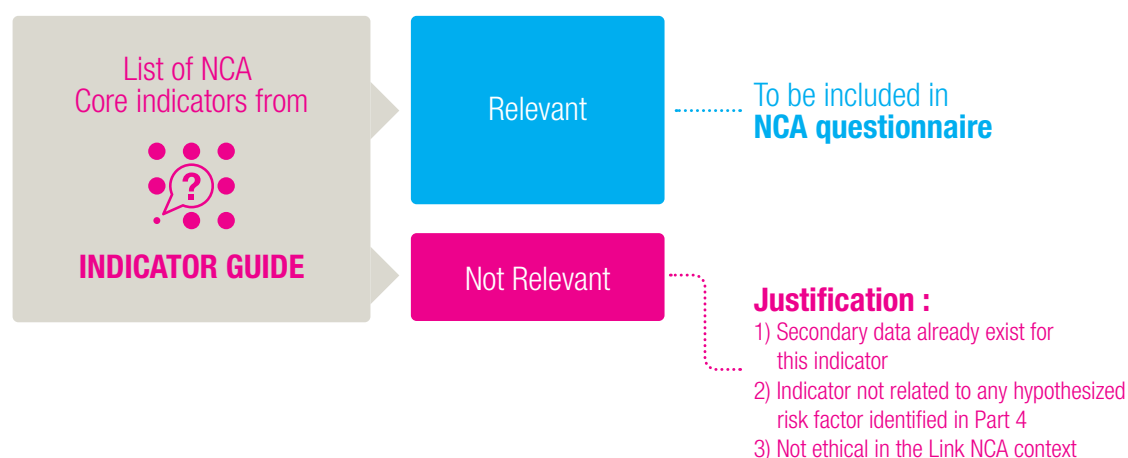 List of NCA
Core indicators from
?
INDICATOR GUIDE
Relevant
To be included in
NCA questionnaire
Not Relevant
Justification :
1) Secondary data already exist for
this indicator
2) Indicator not related to any hypothesized
risk factor identified in Part 4
3) Not ethical in the Link NCA context